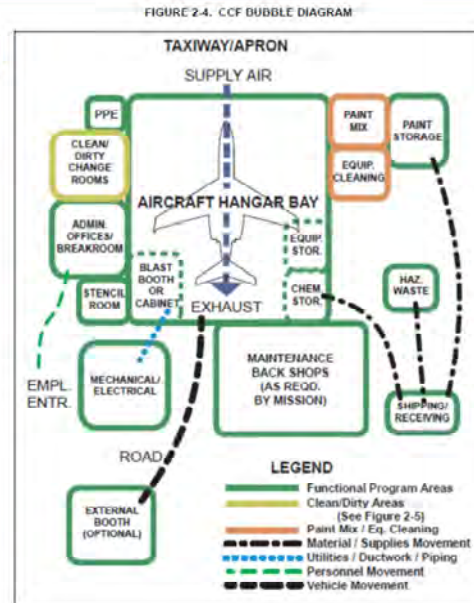 FIGURE 2-4. CCF BUBBLE DIAGRAM
TAXIWAY/APRON
SUPPLY AIR
PPE
CLEAN/
DIRTY
CHANGE
ROOMS
ADMIN.
OFFICES/
BREAKROOM
STENCIL
ROOM
AIRCRAFT HANGAR BAY
BLAST
BOOTH
OR
CABINET
EXHAUST
EQUIP.
STOR.
CHEM.
STOR.
PAINT
MIX
EQUIP.
CLEANING
PAINT
STORAGE
HAZ.
WASTE
SHIPPING/
RECEIVING
MAINTENANCE
BACK SHOPS
(AS REQD.
BY MISSION)
EMPL.
ENTR.
MECHANICAL/
ELECTRICAL
ROAD
EXTERNAL
BOOTH
(OPTIONAL)
LEGEND
Functional Program Areas
Clean/Dirty Areas
(See Figure 2-5)
Paint Mix / Eq. Cleaning
Material / Supplies Movement
Utilities / Ductwork / Piping
Personnel Movement
Vehicle Movement